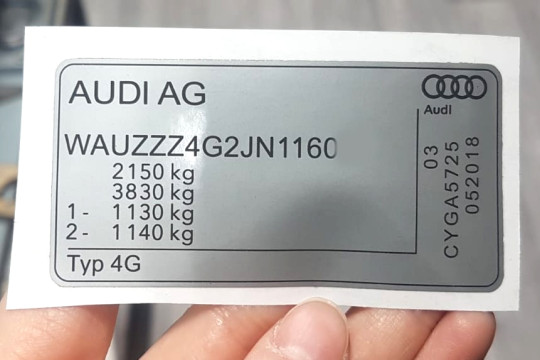 AUDI AG
Audi
WAUZZZ4G2JN1160
2150 kg
3830 kg
1- 1130 kg
2- 1140 kg
Typ 4G
03
CYGA5725
052018